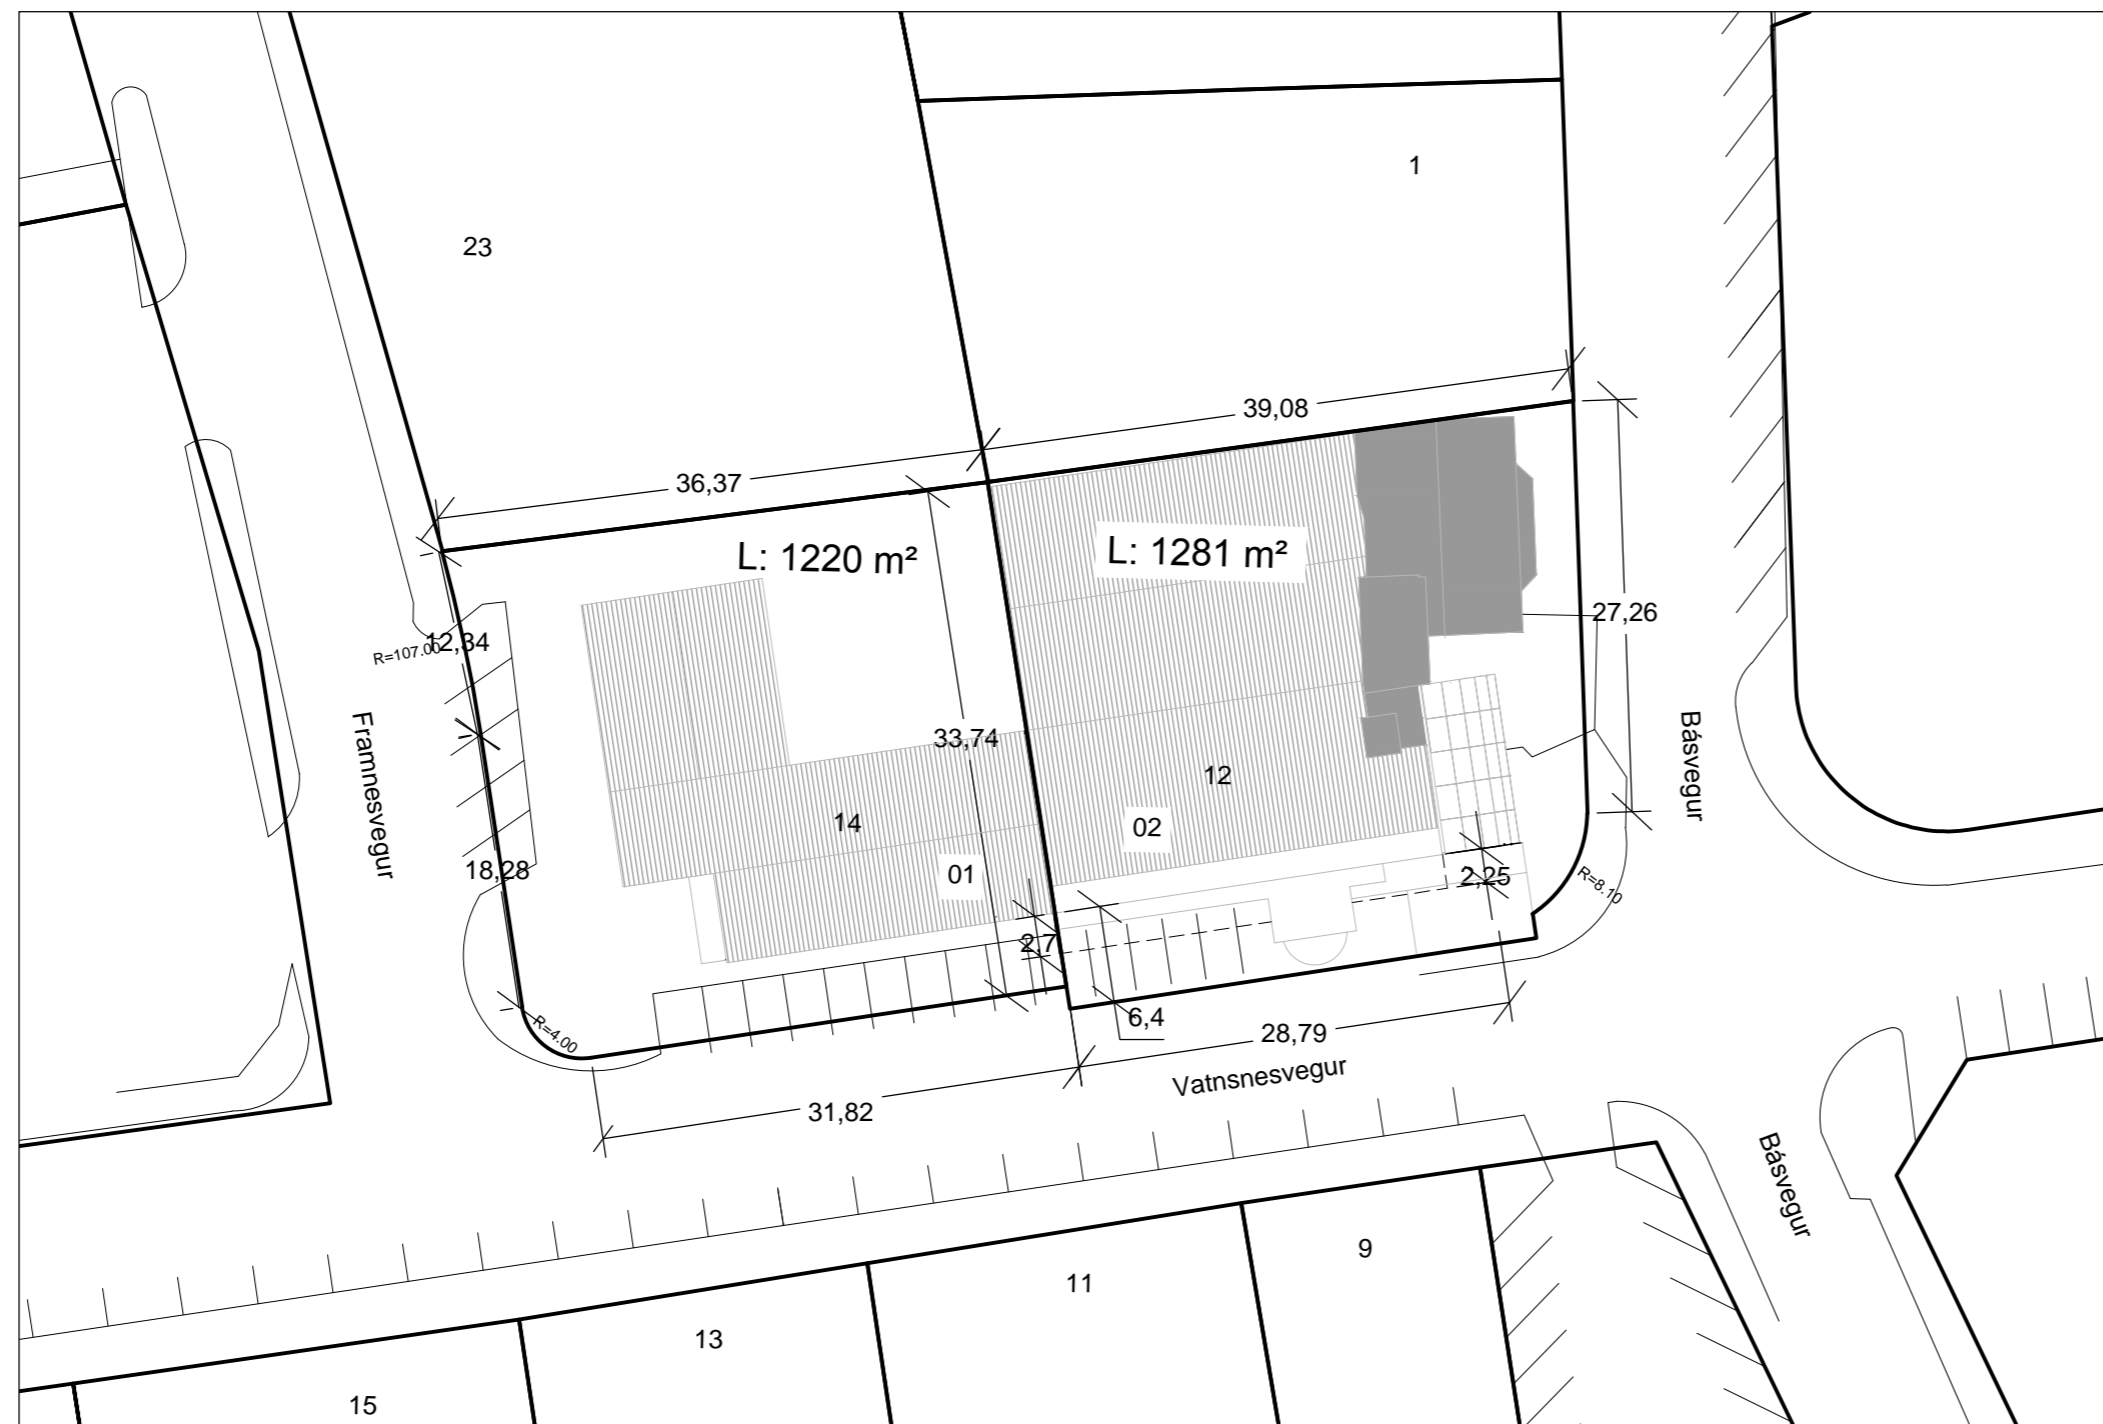 1
23
39,08
36,37
L: 1220 m²
L: 1281 m²
27,26
12,34
R=107.00
33,74
Framnesvegur
Básvegur
12
14
02
01
18,28
2,25
R=8.10
2,7
6,4
R=4.00
28,79
Vatnsnesvegur
31,82
Básvegur
9
11
13
15